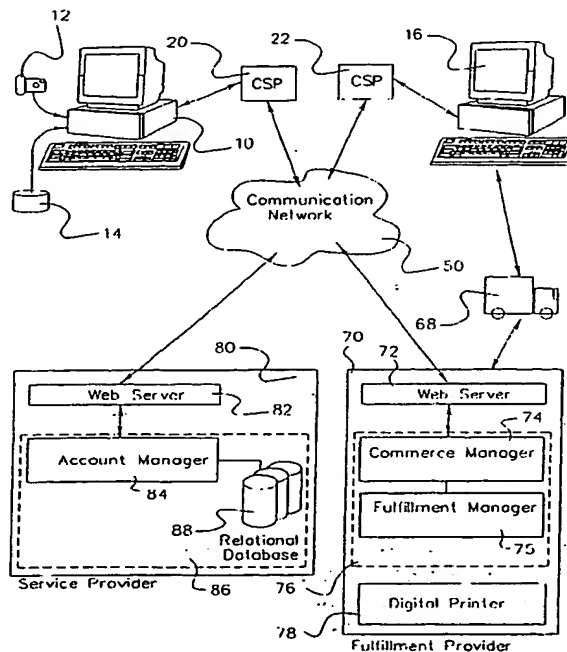 12
20
22
16
CSP
CSP
10
Communication
Network
14
50
68
80
70
72
Web Server
82
Web Server
74
Account Manager
84
Commerce Manager
88
Relational
Database
Fulfillment Manager
75
Service Provider
86
76
Digital Printer
78
Fulfillment Provider